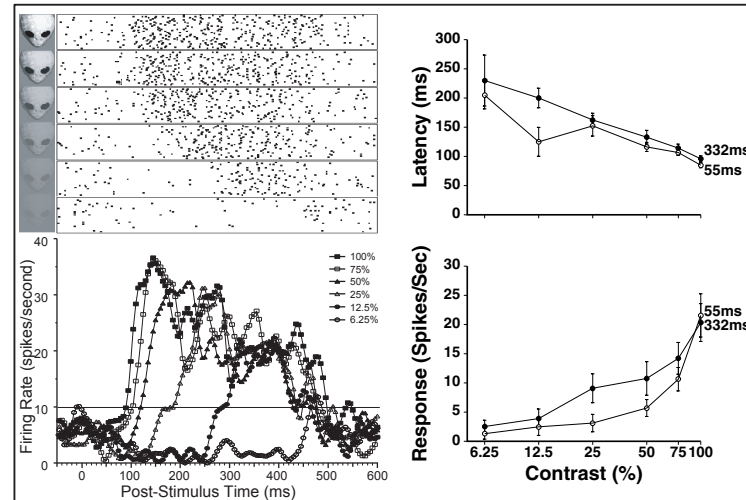 40
30
20
10
0
Firing Rate (spikes/second)
100%
75%
50%
25%
12.5%
6.25%
0 100 200 300 400 500 600
Post-Stimulus Time (ms)
300
250
200
150
100
50
0
Latency (ms)
332ms
55ms
30
25
20
15
10
5
0
Response (Spikes/Sec)
55ms
332ms
6.25 12.5 25 50 75 100
Contrast (%)